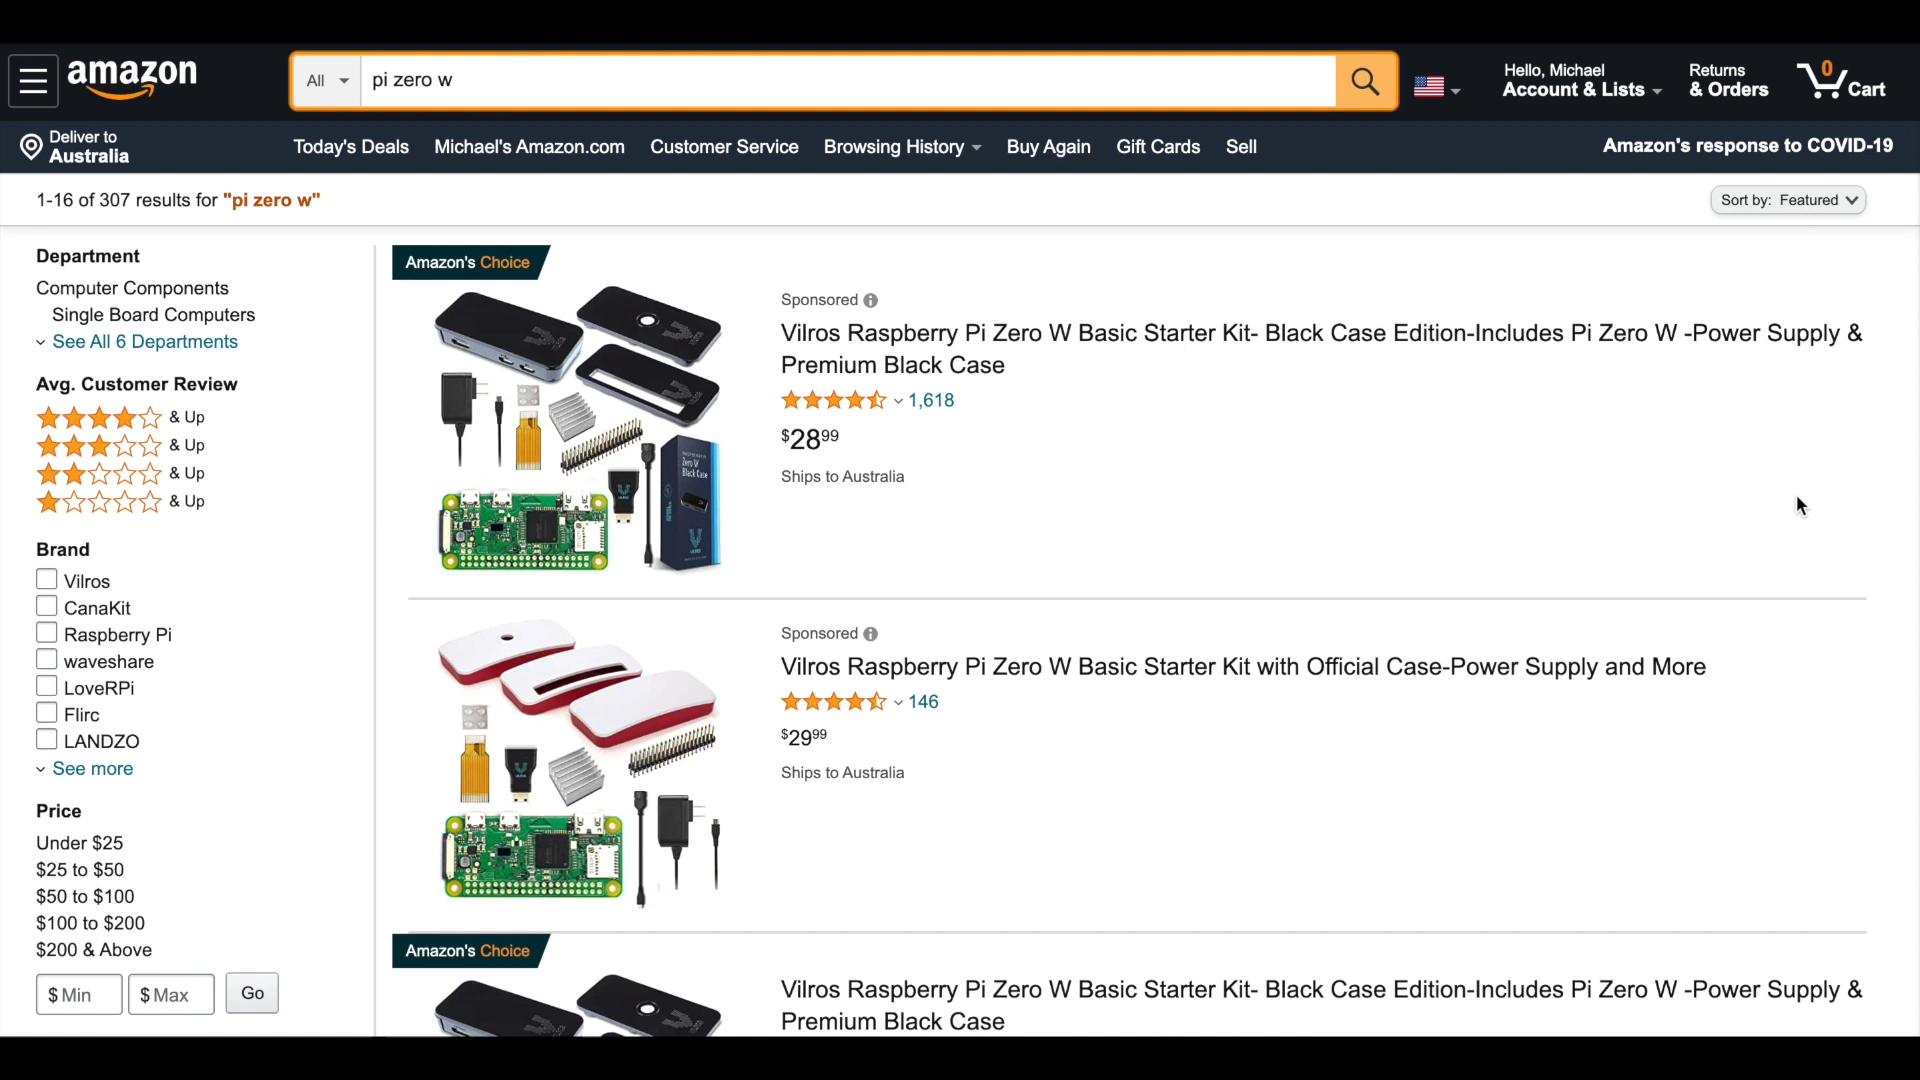 amazon
All
pi zero w
Hello, Michael
Account & Lists
Returns
& Orders
0
Cart
Deliver to
Australia
Today's Deals
Michael's Amazon.com
Customer Service
Browsing History
Buy Again
Gift Cards
Sell
Amazon's response to COVID-19
1-16 of 307 results for "pi zero w"
Sort by: Featured
Department
Computer Components
Single Board Computers
See All 6 Departments
Avg. Customer Review
& Up
& Up
& Up
& Up
Brand
Vilros
CanaKit
Raspberry Pi
waveshare
LoveRPi
Flirc
LANDZO
See more
Price
Under $25
$25 to $50
$50 to $100
$100 to $200
$200 & Above
$ Min
$ Max
Go
Amazon's Choice
Zero W
Black Case
Sponsored
Vilros Raspberry Pi Zero W Basic Starter Kit- Black Case Edition-Includes Pi Zero W -Power Supply &
Premium Black Case
1,618
$2899
Ships to Australia
Sponsored
Vilros Raspberry Pi Zero W Basic Starter Kit with Official Case-Power Supply and More
146
$2999
Ships to Australia
Amazon's Choice
Vilros Raspberry Pi Zero W Basic Starter Kit- Black Case Edition-Includes Pi Zero W -Power Supply &
Premium Black Case